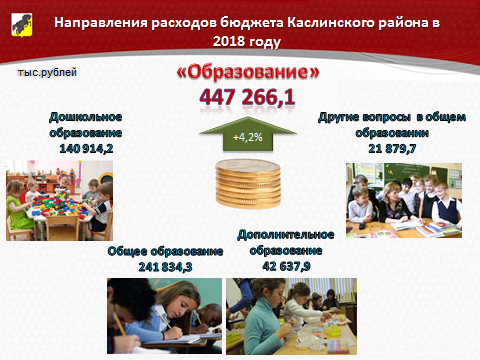 Направления расходов бюджета Каслинского района в
2018 году
тыс.рублей
«Образование»
447 266,1
+4,2%
Дошкольное
образование
140 914,2
Другие вопросы в общем
образовании
21 879,7
Общее образование
241 834,3
Дополнительное
образование
42 637,9